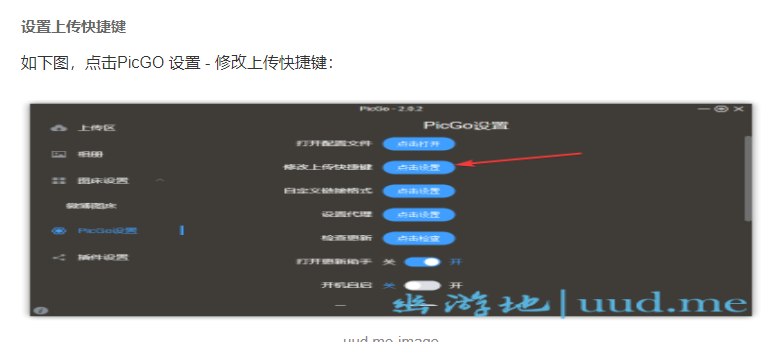 设置上传快捷键
如下图，点击PicGO 设置 - 修改上传快捷键：
PicGo - 2.0.2
上传区
相册
图床设置
微博图床
PicGo设置
插件设置
PicGo设置
打开配置文件 点击打开
修改上传快捷键 点击设置
自定义链接格式 点击设置
设置代理 点击设置
检查更新 点击检查
打开更新助手 关 开
开机自启 关 开
游地|uud.me
uud.me-image